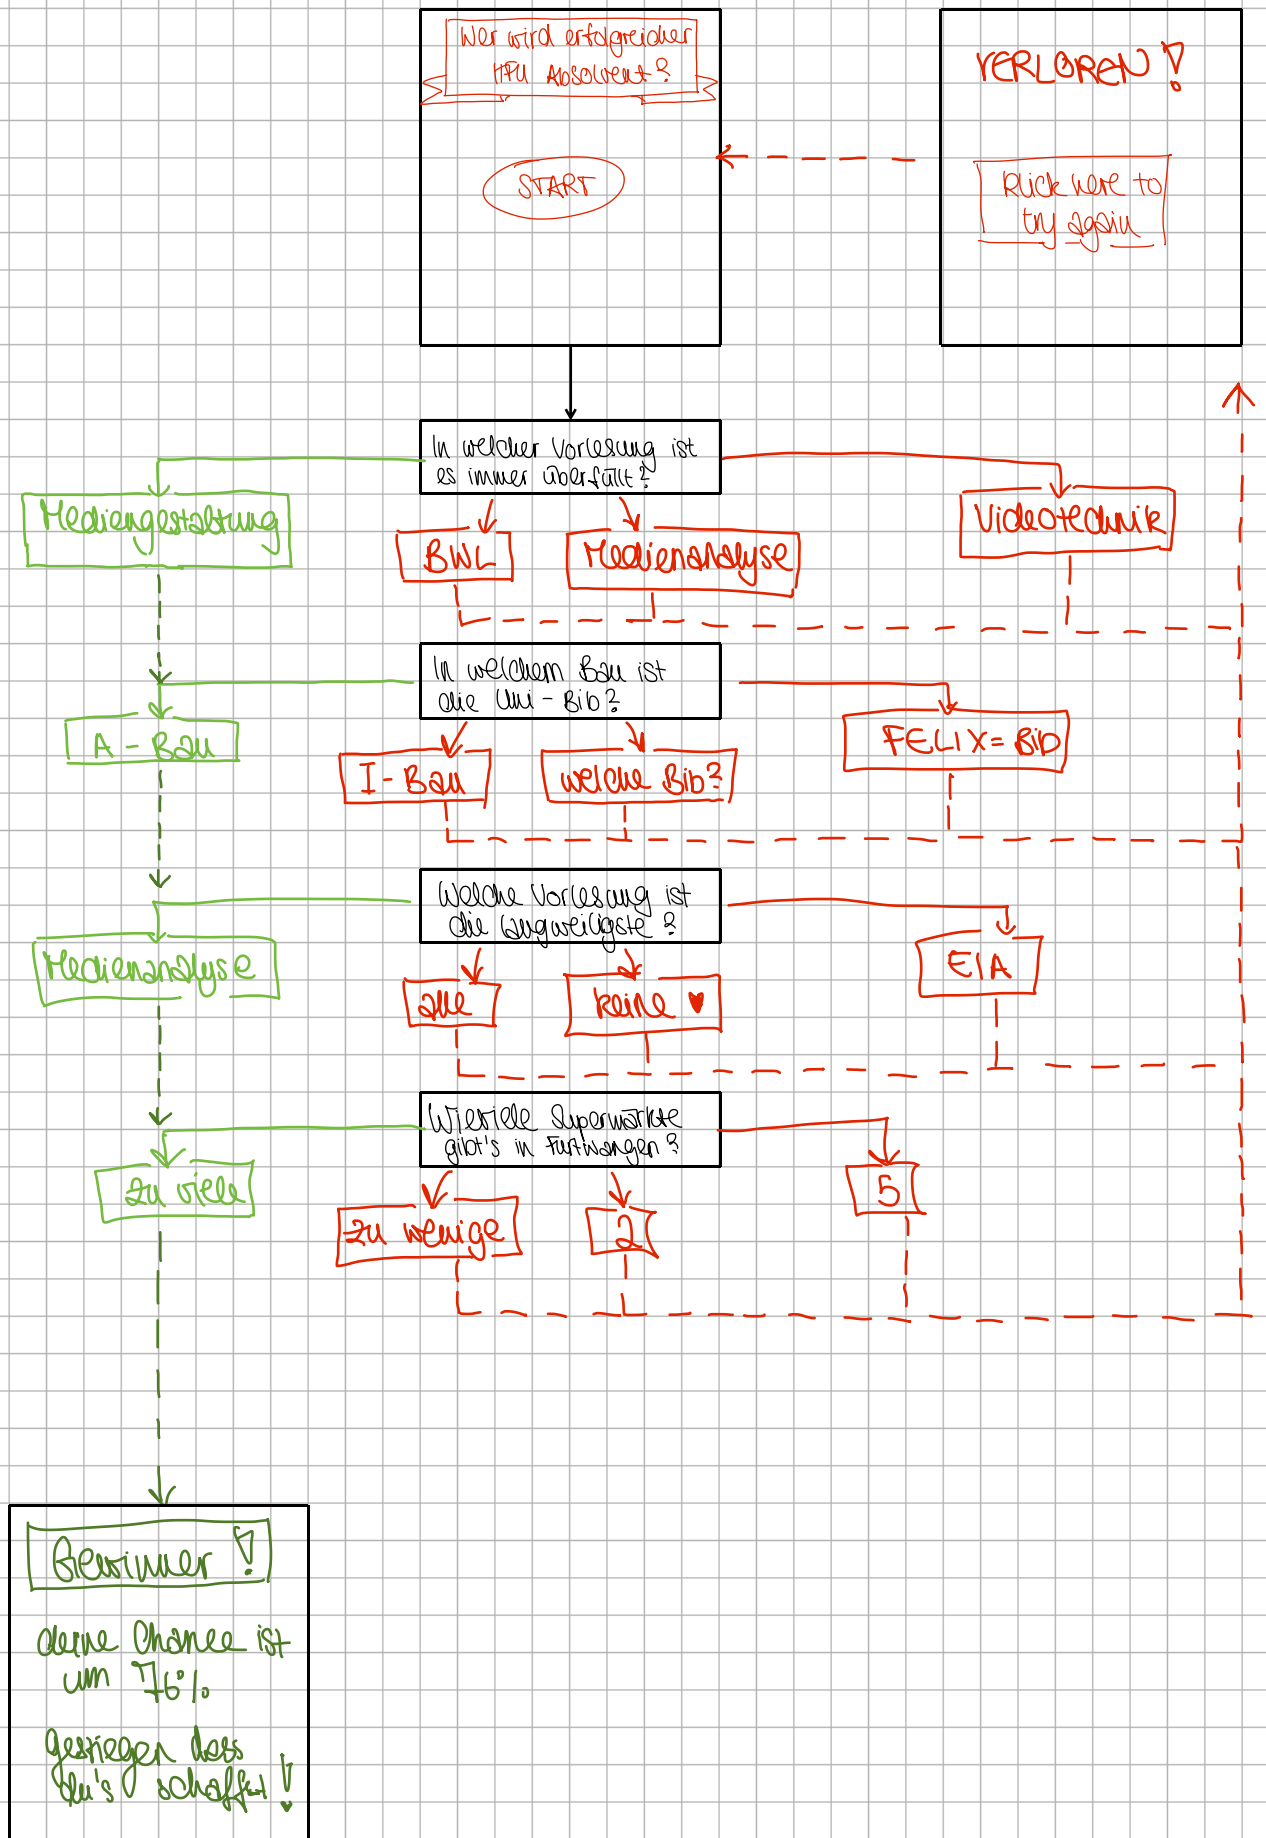 Wer wird erfolgreicher
HFU Absolvent?
START
VERLOREN!
Klick here to
try again
In welcher Vorlesung ist
es immer überfüllt?
Mediengestaltung
BWL
Medienanalyse
Videotechnik
In welchem Bau ist
die Uni-Bib?
A-Bau
I-Bau
welche Bib?
FELIX = Bib
Welche Vorlesung ist
die langweiligste?
Medienanalyse
alle
keine ♥
EIA
Wieviele Supermärkte
gibt's in Furtwangen?
zu viele
zu wenige
2
5
Gewinner!
deine Chance ist
um 76%
gestiegen dass
du's schaffst!